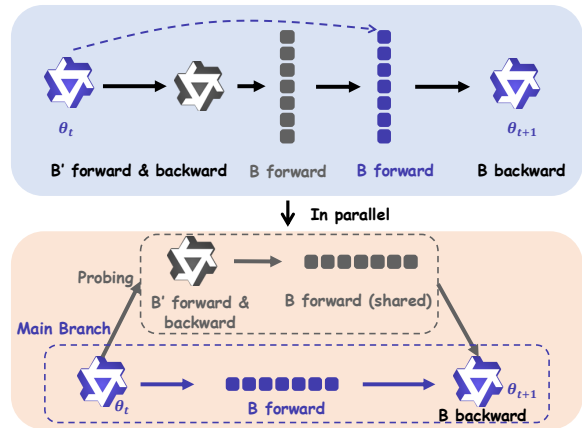 θt
θt+1
B' forward & backward
B forward
B forward
B backward
In parallel
Probing
B' forward &
backward
B forward (shared)
Main Branch
θt
B forward
θt+1
B backward